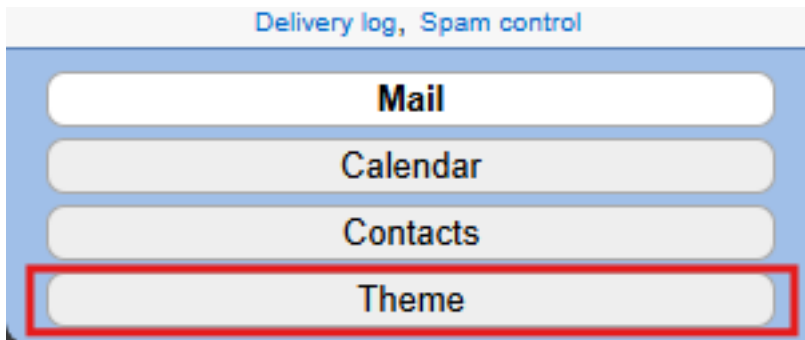 Delivery log, Spam control
Mail
Calendar
Contacts
Theme